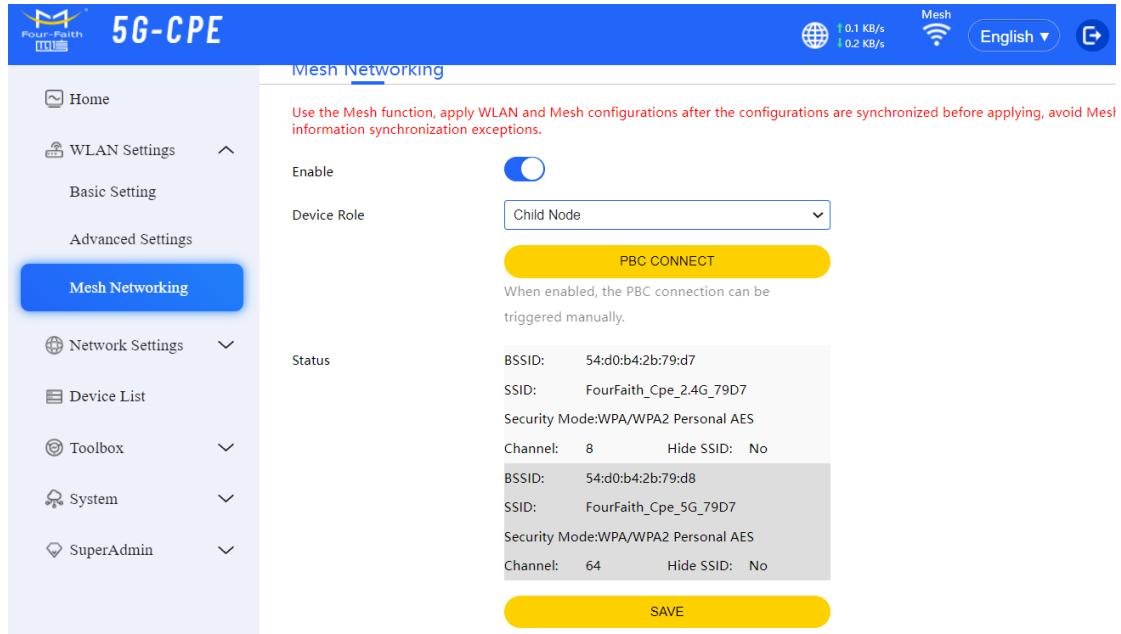 Four-Faith
四信
5G-CPE
↑0.1 KB/s
↓0.2 KB/s
Mesh
English ▼
Home
WLAN Settings
Basic Setting
Advanced Settings
Mesh Networking
Network Settings
Device List
Toolbox
System
SuperAdmin
Mesh Networking
Use the Mesh function, apply WLAN and Mesh configurations after the configurations are synchronized before applying, avoid Mesh
information synchronization exceptions.
Enable
Device Role
Child Node
PBC CONNECT
When enabled, the PBC connection can be
triggered manually.
Status
BSSID: 54:d0:b4:2b:79:d7
SSID: FourFaith_Cpe_2.4G_79D7
Security Mode:WPA/WPA2 Personal AES
Channel: 8 Hide SSID: No
BSSID: 54:d0:b4:2b:79:d8
SSID: FourFaith_Cpe_5G_79D7
Security Mode:WPA/WPA2 Personal AES
Channel: 64 Hide SSID: No
SAVE